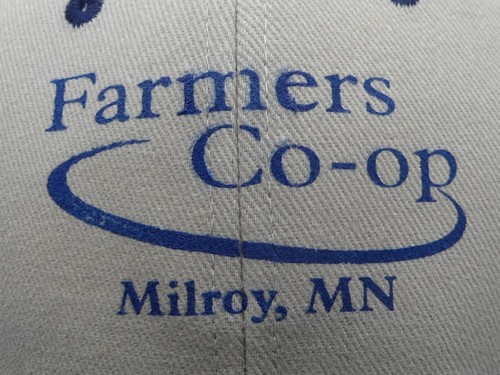 Farmers
Co-op
Milroy, MN